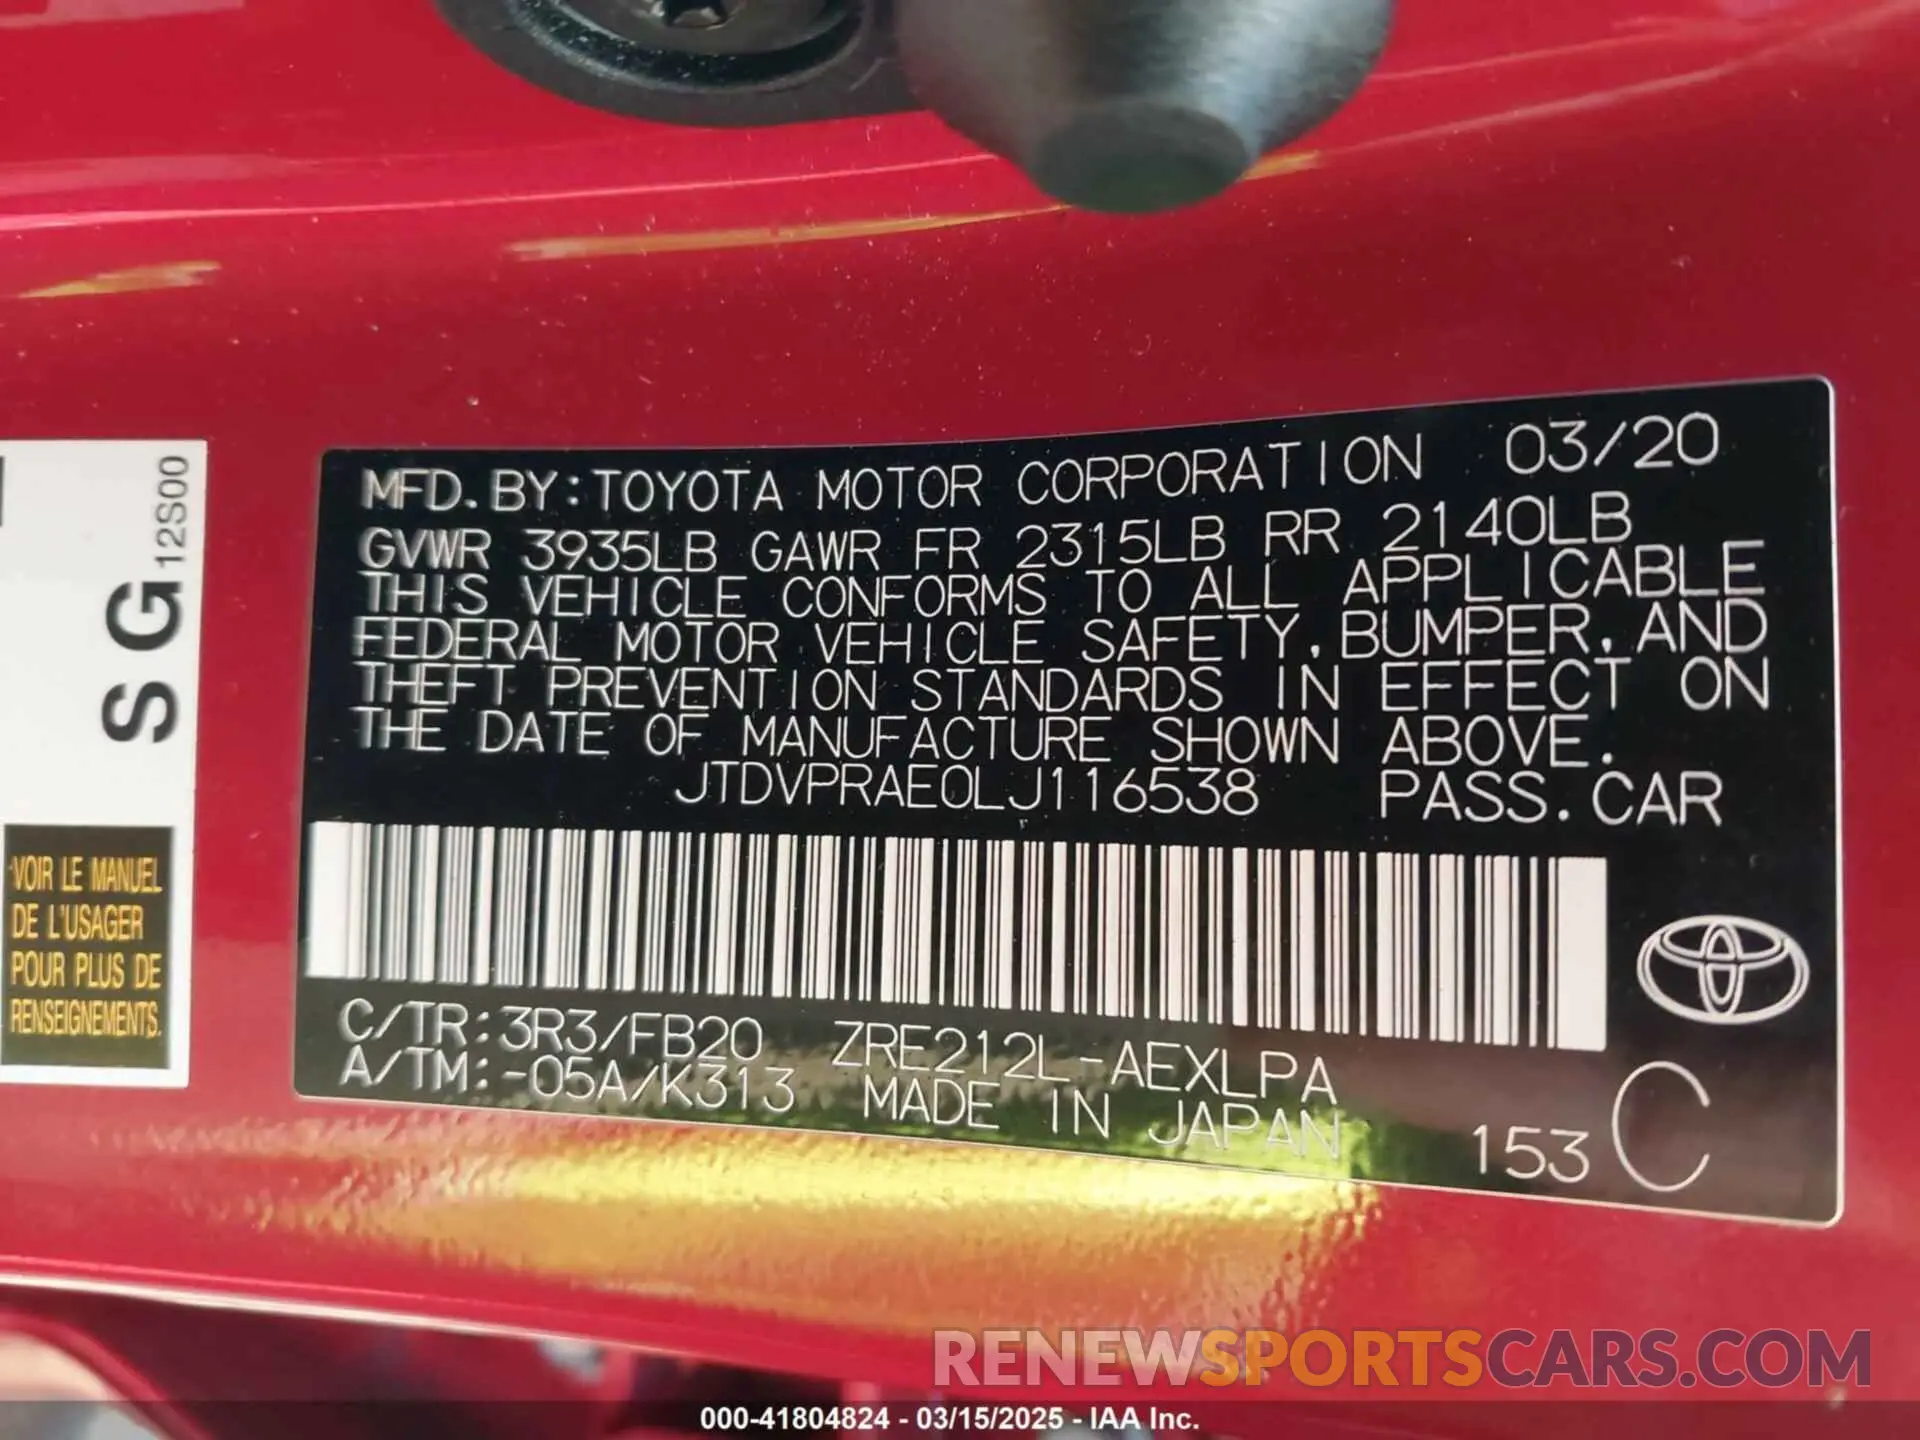 MFD. BY: TOYOTA MOTOR CORPORATION 03/20
GVWR 3935LB GAWR FR 2315LB RR 2140LB
THIS VEHICLE CONFORMS TO ALL APPLICABLE
FEDERAL MOTOR VEHICLE SAFETY, BUMPER, AND
THEFT PREVENTION STANDARDS IN EFFECT ON
THE DATE OF MANUFACTURE SHOWN ABOVE.
JTDVPRAE0LJ116538 PASS. CAR
C/TR: 3R3/FB20 ZRE212L-AEXLPA
A/TM: -05A/K313 MADE IN JAPAN
153 C
SG
12S00
VOIR LE MANUEL
DE L'USAGER
POUR PLUS DE
RENSEIGNEMENTS.
RENEWSPORTSCARS.COM
000-41804824 - 03/15/2025 - IAA Inc.